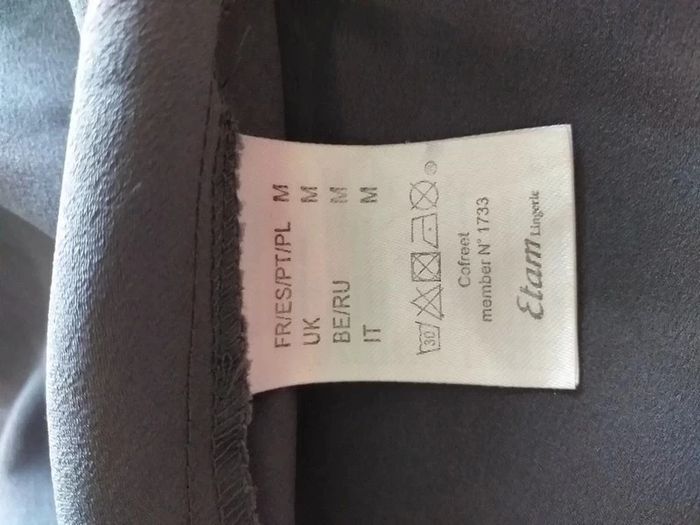 FR/ES/PT/PL M
UK M
BE/RU M
IT M
30
Cofreet
member N° 1733
Etam Lingerie